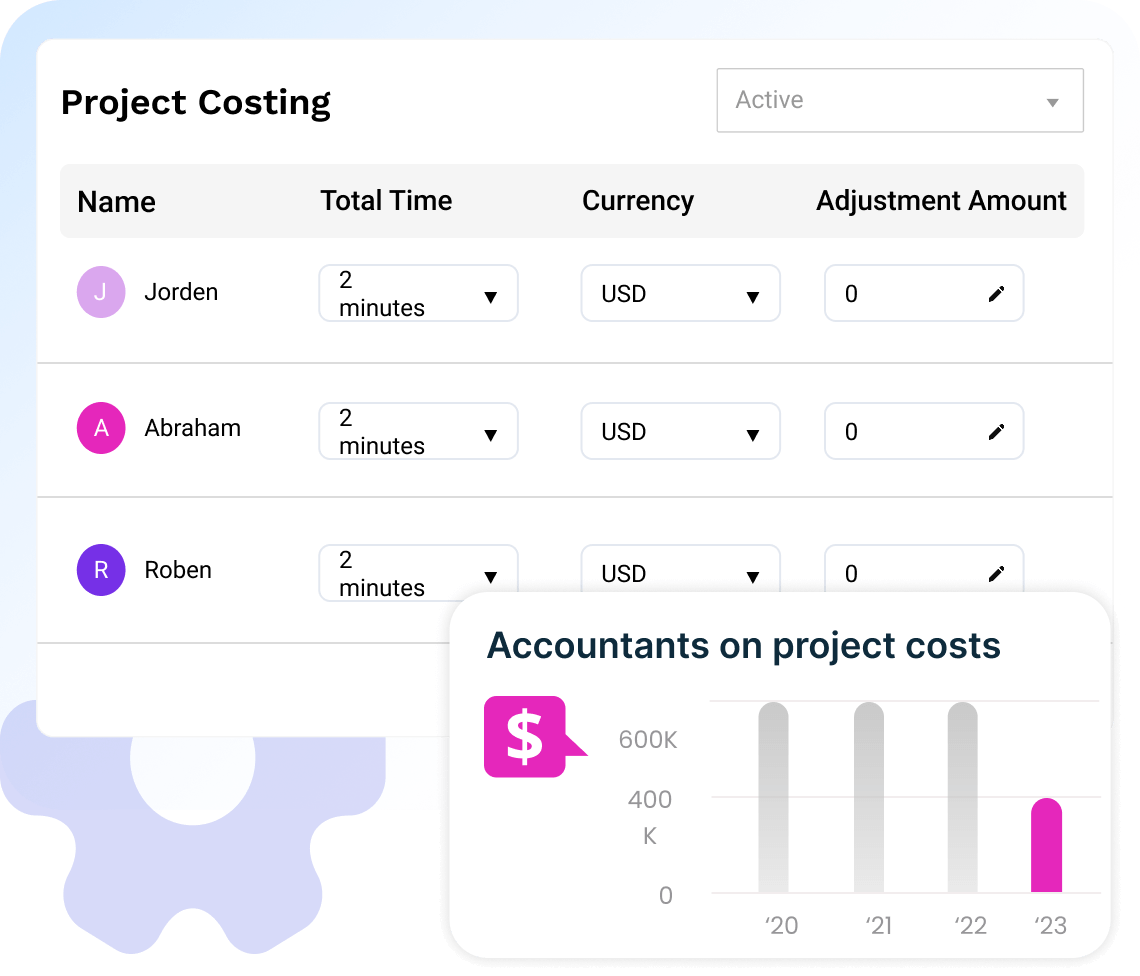 Project Costing
Active
Name Total Time Currency Adjustment Amount
J Jorden 2 minutes USD 0
A Abraham 2 minutes USD 0
R Roben 2 minutes USD 0
Accountants on project costs
$
600K
400
K
0
‘20 ‘21 ‘22 ‘23